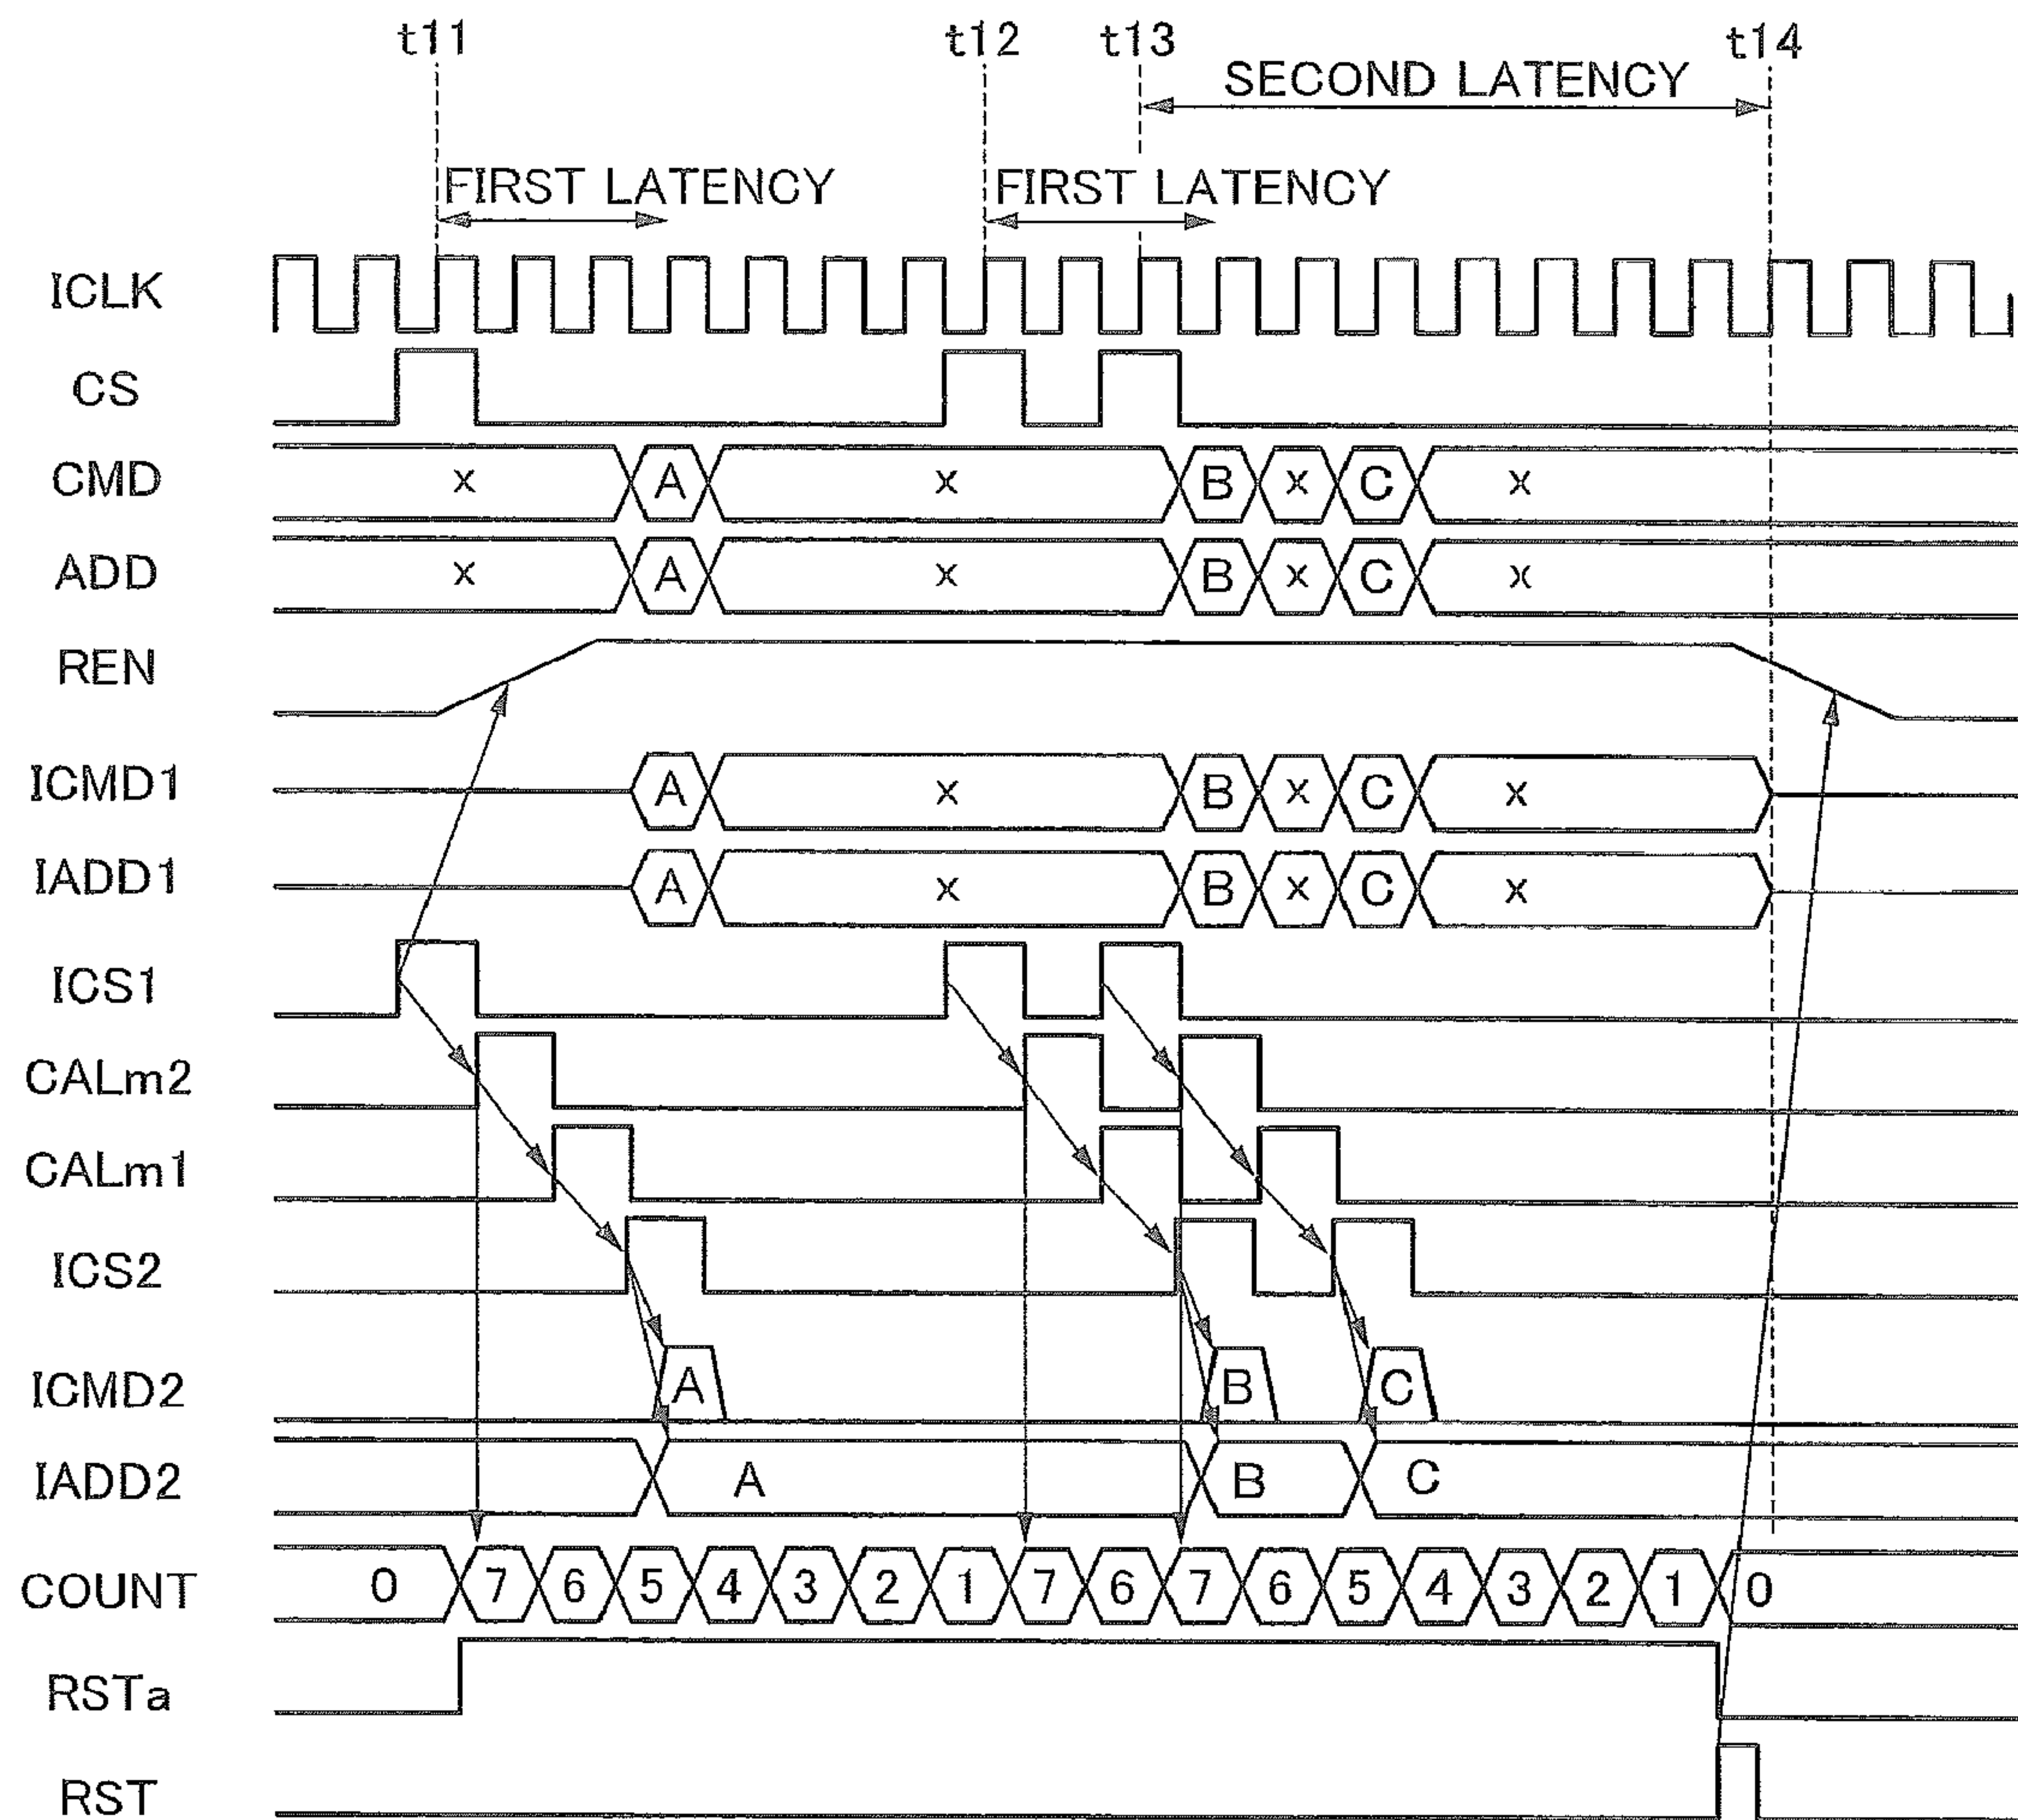 t11 t12 t13 t14
SECOND LATENCY
FIRST LATENCY FIRST LATENCY
ICLK
CS
CMD x A x B x C x
ADD x A x B x C x
REN
ICMD1 A x B x C x
IADD1 A x B x C x
ICS1
CALm2
CALm1
ICS2
ICMD2 A B C
IADD2 A B C
COUNT 0 7 6 5 4 3 2 1 7 6 7 6 5 4 3 2 1 0
RSTa
RST